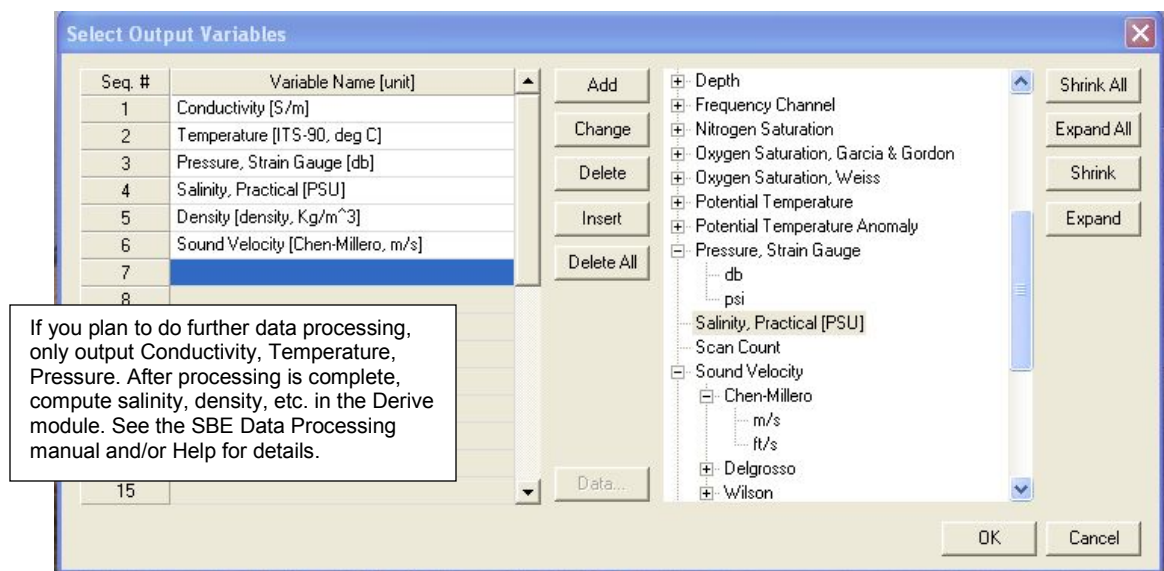 Select Output Variables
Seq. # Variable Name [unit]
1 Conductivity [S/m]
2 Temperature [ITS-90, deg C]
3 Pressure, Strain Gauge [db]
4 Salinity, Practical [PSU]
5 Density [density, Kg/m^3]
6 Sound Velocity [Chen-Millero, m/s]
7
8
15
If you plan to do further data processing,
only output Conductivity, Temperature,
Pressure. After processing is complete,
compute salinity, density, etc. in the Derive
module. See the SBE Data Processing
manual and/or Help for details.
Add
Change
Delete
Insert
Delete All
Data...
Depth
Frequency Channel
Nitrogen Saturation
Oxygen Saturation, Garcia & Gordon
Oxygen Saturation, Weiss
Potential Temperature
Potential Temperature Anomaly
Pressure, Strain Gauge
db
psi
Salinity, Practical [PSU]
Scan Count
Sound Velocity
Chen-Millero
m/s
ft/s
Delgrosso
Wilson
Shrink All
Expand All
Shrink
Expand
OK
Cancel